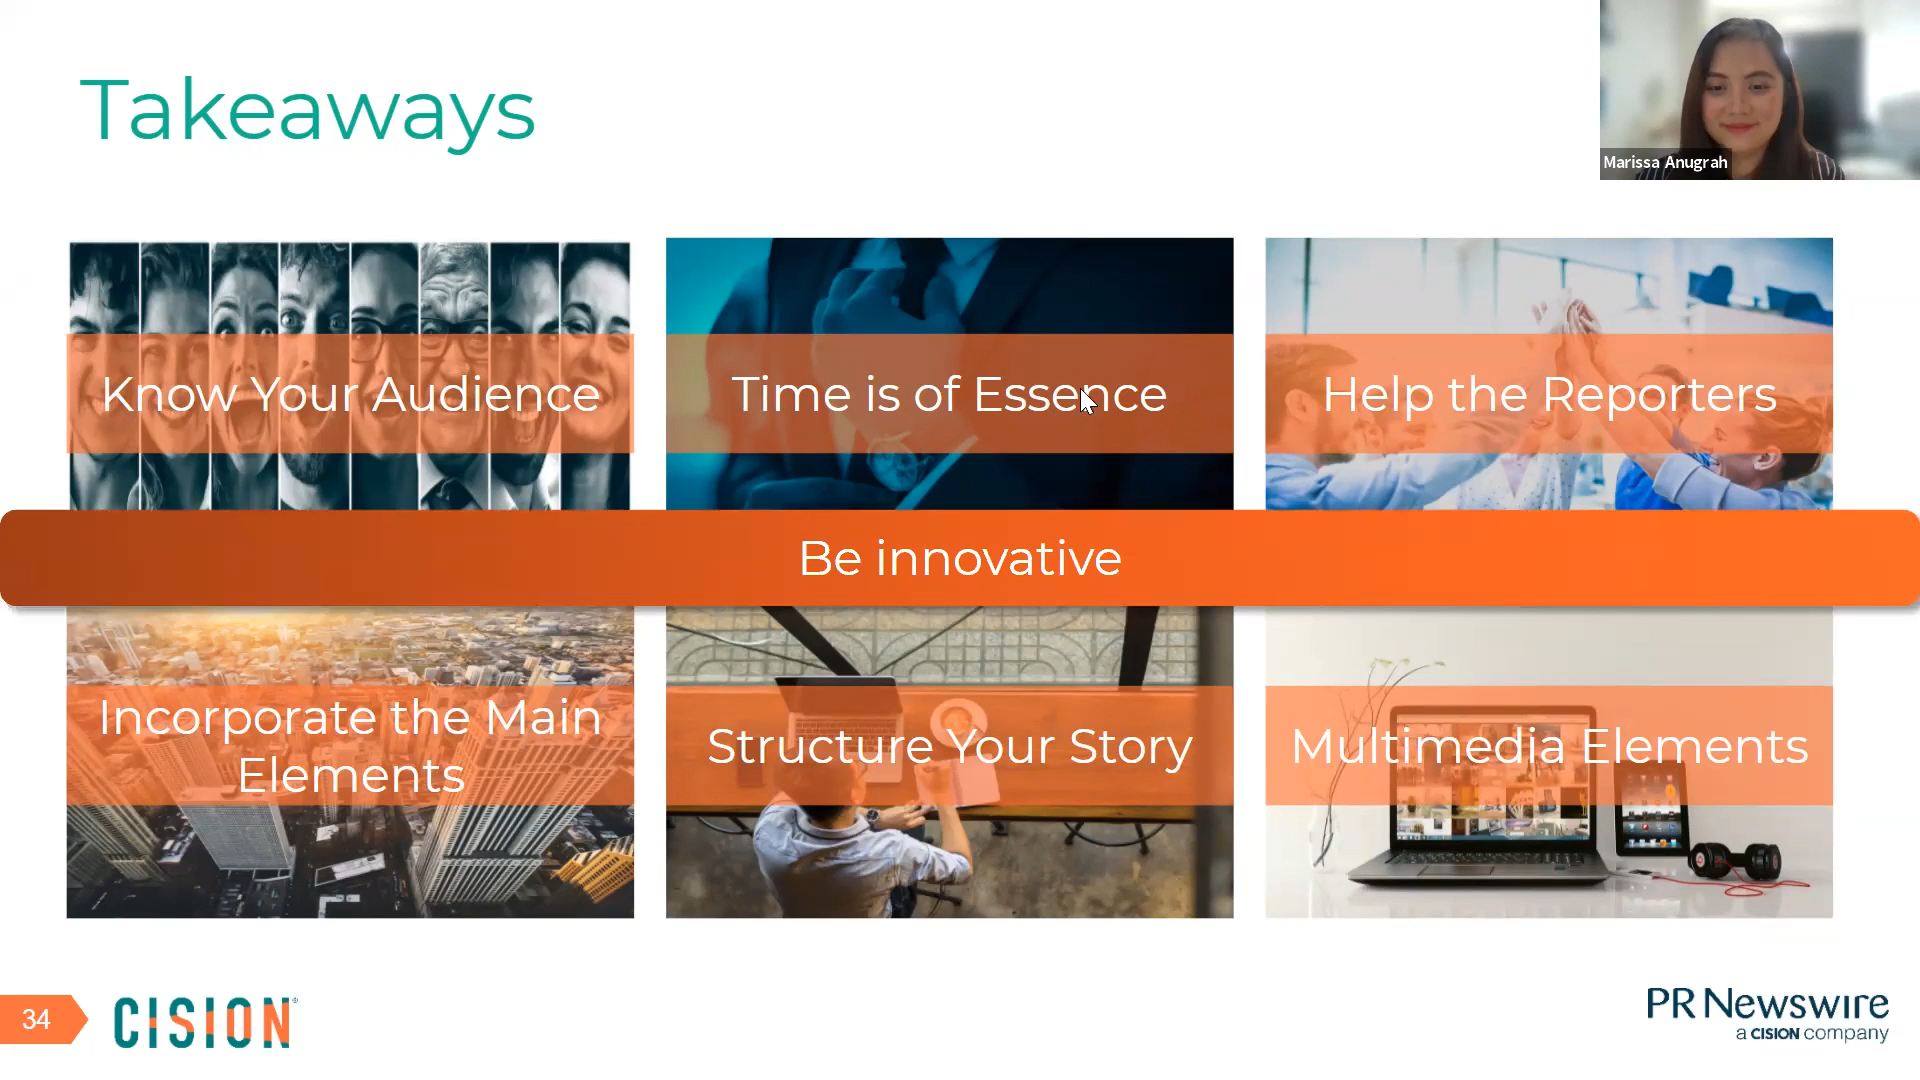 Takeaways
Marissa Anugrah
Know Your Audience
Time is of Essence
Help the Reporters
Be innovative
Incorporate the Main
Elements
Structure Your Story
Multimedia Elements
34
CISION®
PR Newswire
a CISION company